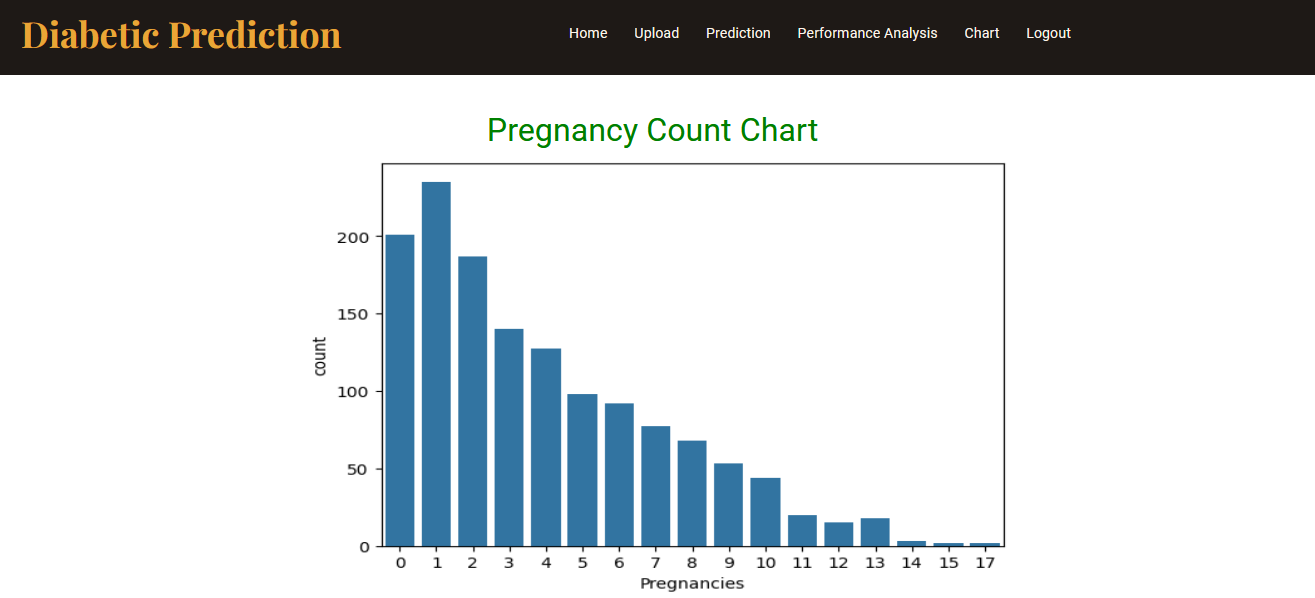 Diabetic Prediction
Home Upload Prediction Performance Analysis Chart Logout
Pregnancy Count Chart
200
150
100
50
0
count
0 1 2 3 4 5 6 7 8 9 10 11 12 13 14 15 17
Pregnancies